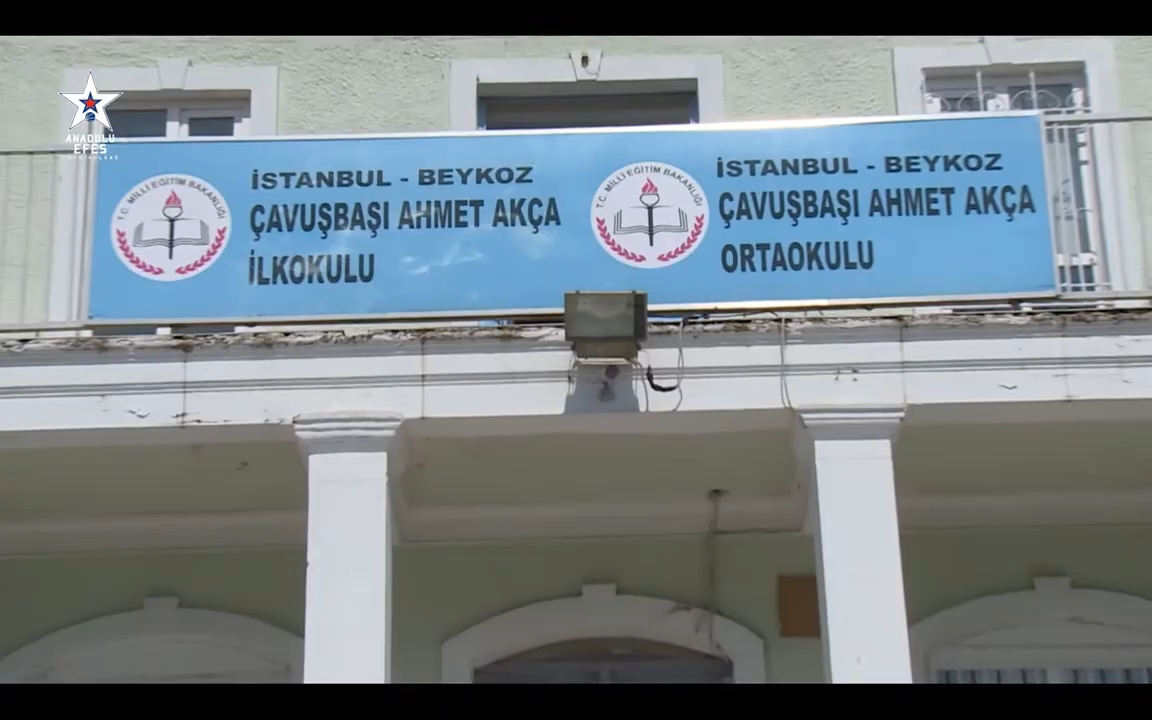 ANADOLU
EFES
T.C. MİLLİ EĞİTİM BAKANLIĞI
İSTANBUL - BEYKOZ
ÇAVUŞBAŞI AHMET AKÇA
İLKOKULU
T.C. MİLLİ EĞİTİM BAKANLIĞI
İSTANBUL - BEYKOZ
ÇAVUŞBAŞI AHMET AKÇA
ORTAOKULU